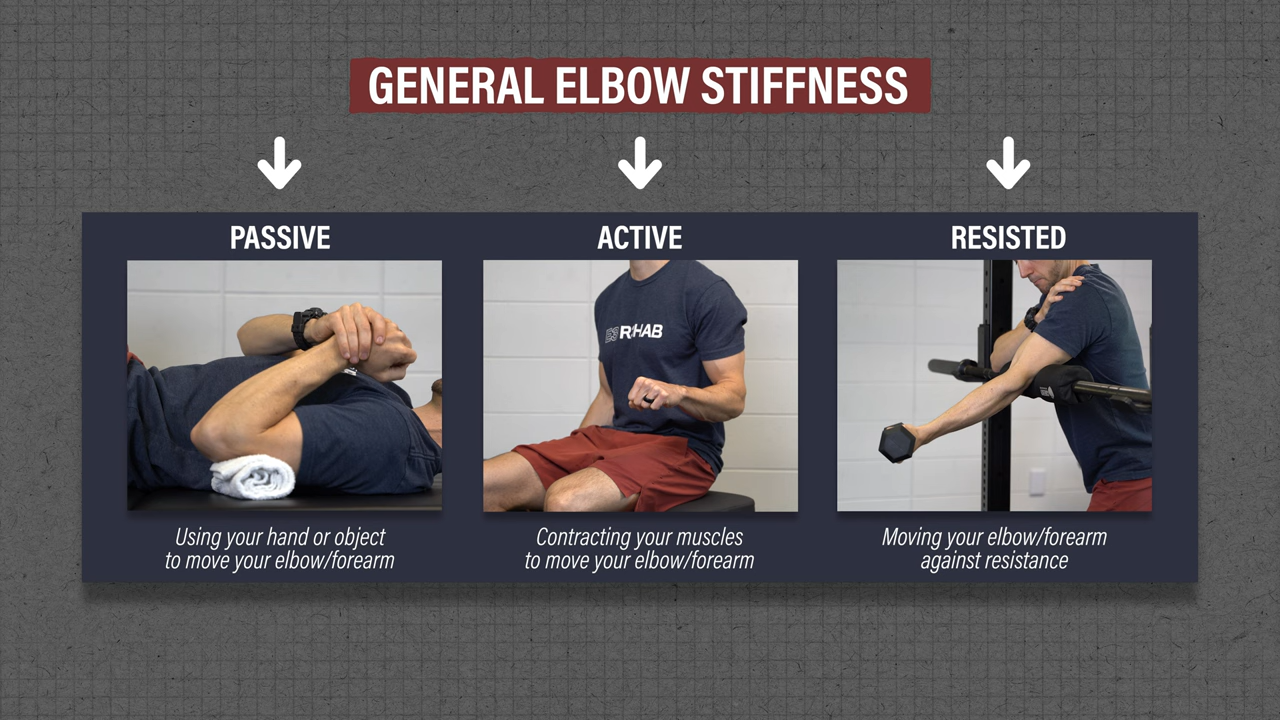 GENERAL ELBOW STIFFNESS
PASSIVE
ACTIVE
RESISTED
REHAB
Using your hand or object
to move your elbow/forearm
Contracting your muscles
to move your elbow/forearm
Moving your elbow/forearm
against resistance